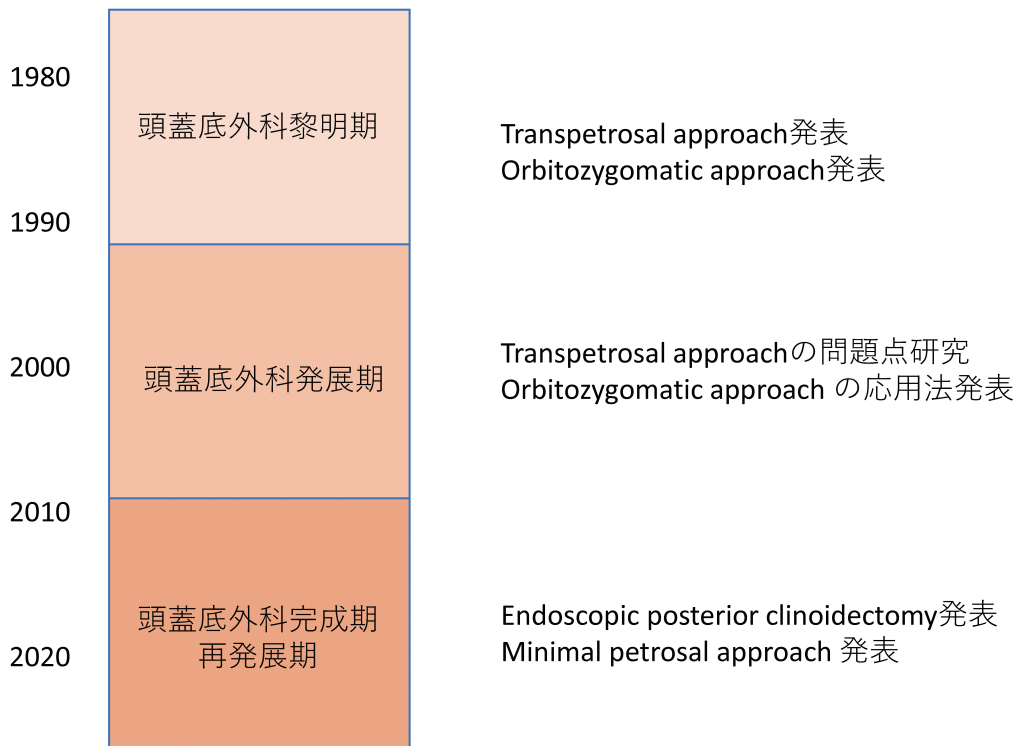 1980
頭蓋底外科黎明期
Transpetrosal approach発表
Orbitozygomatic approach発表
1990
2000
頭蓋底外科発展期
Transpetrosal approachの問題点研究
Orbitozygomatic approach の応用法発表
2010
頭蓋底外科完成期
再発展期
2020
Endoscopic posterior clinoidectomy発表
Minimal petrosal approach 発表